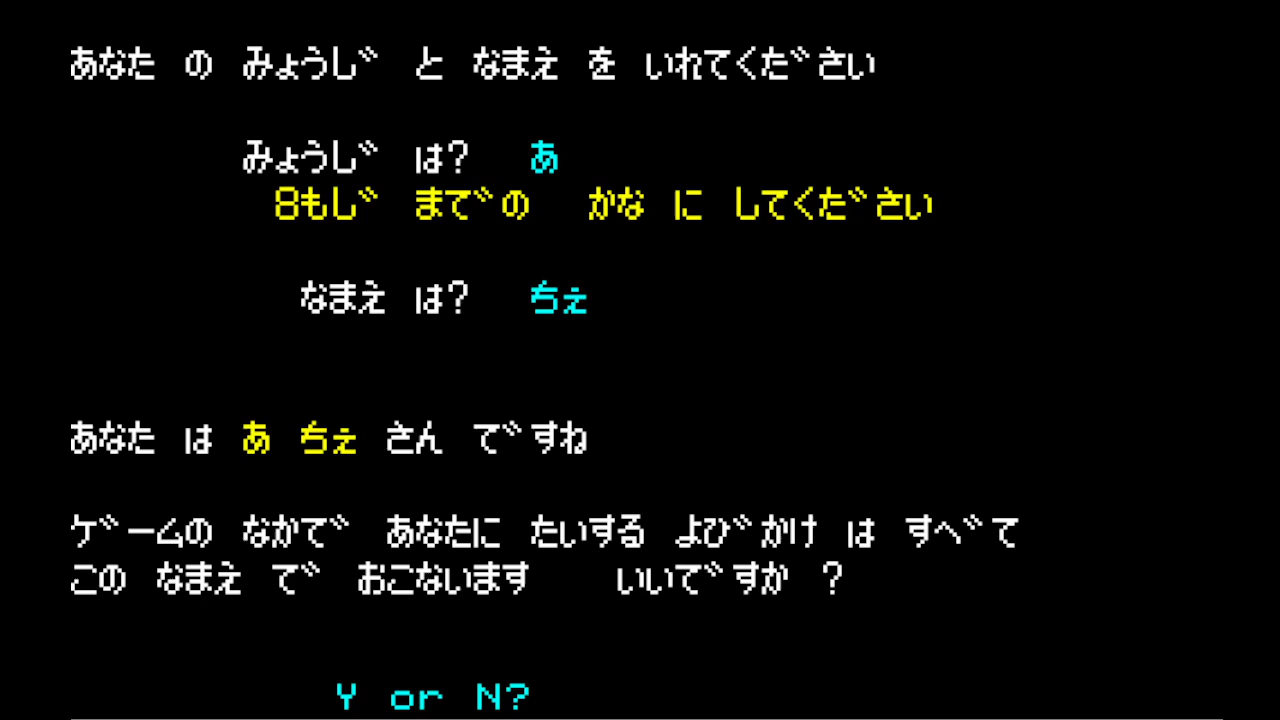 あなた の みょうじ と なまえ を いれてください
みょうじ は? あ
8もじ までの かな に してください
なまえ は? ちぇ
あなた は あ ちぇ さん ですね
ゲームの なかで あなたに たいする よびかけ は すべて
この なまえ で おこないます いいですか ?
Y or N?